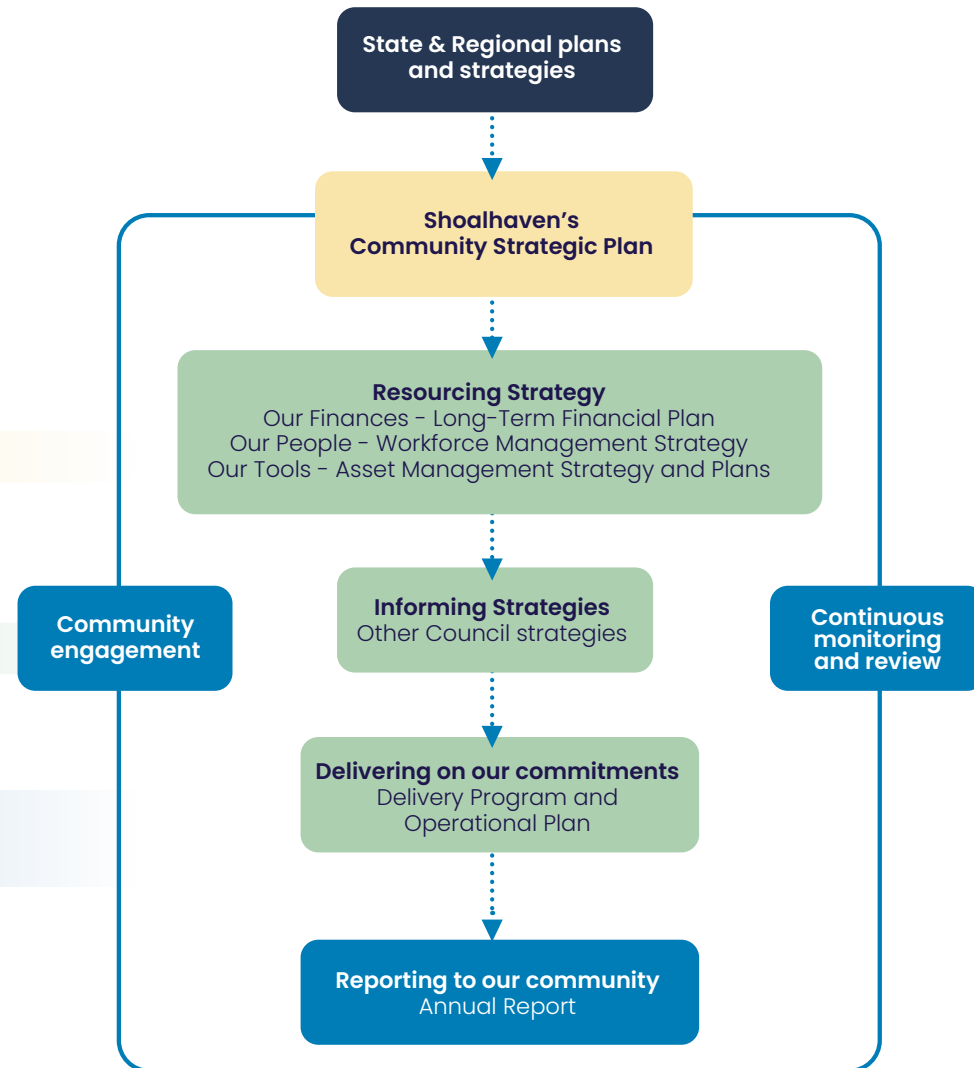 State & Regional plans
and strategies
Shoalhaven’s
Community Strategic Plan
Resourcing Strategy
Our Finances - Long-Term Financial Plan
Our People - Workforce Management Strategy
Our Tools - Asset Management Strategy and Plans
Community
engagement
Informing Strategies
Other Council strategies
Continuous
monitoring
and review
Delivering on our commitments
Delivery Program and
Operational Plan
Reporting to our community
Annual Report